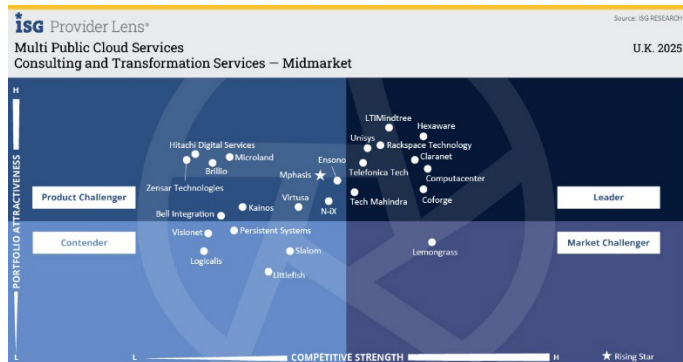 iSG Provider Lens®
Source: ISG RESEARCH
Multi Public Cloud Services
Consulting and Transformation Services — Midmarket
U.K. 2025
H
PORTFOLIO ATTRACTIVENESS
L
LTIMindtree
Hexaware
Unisys
Rackspace Technology
Hitachi Digital Services
Microland
Ensono
Claranet
Brillio
Mphasis
Telefonica Tech
Computacenter
Zensar Technologies
Product Challenger
Leader
Virtusa
N-iX
Tech Mahindra
Coforge
Kainos
Bell Integration
Contender
Visionet
Persistent Systems
Market Challenger
Logicalis
Slalom
Lemongrass
Littlefish
L
COMPETITIVE STRENGTH
H
★ Rising Star